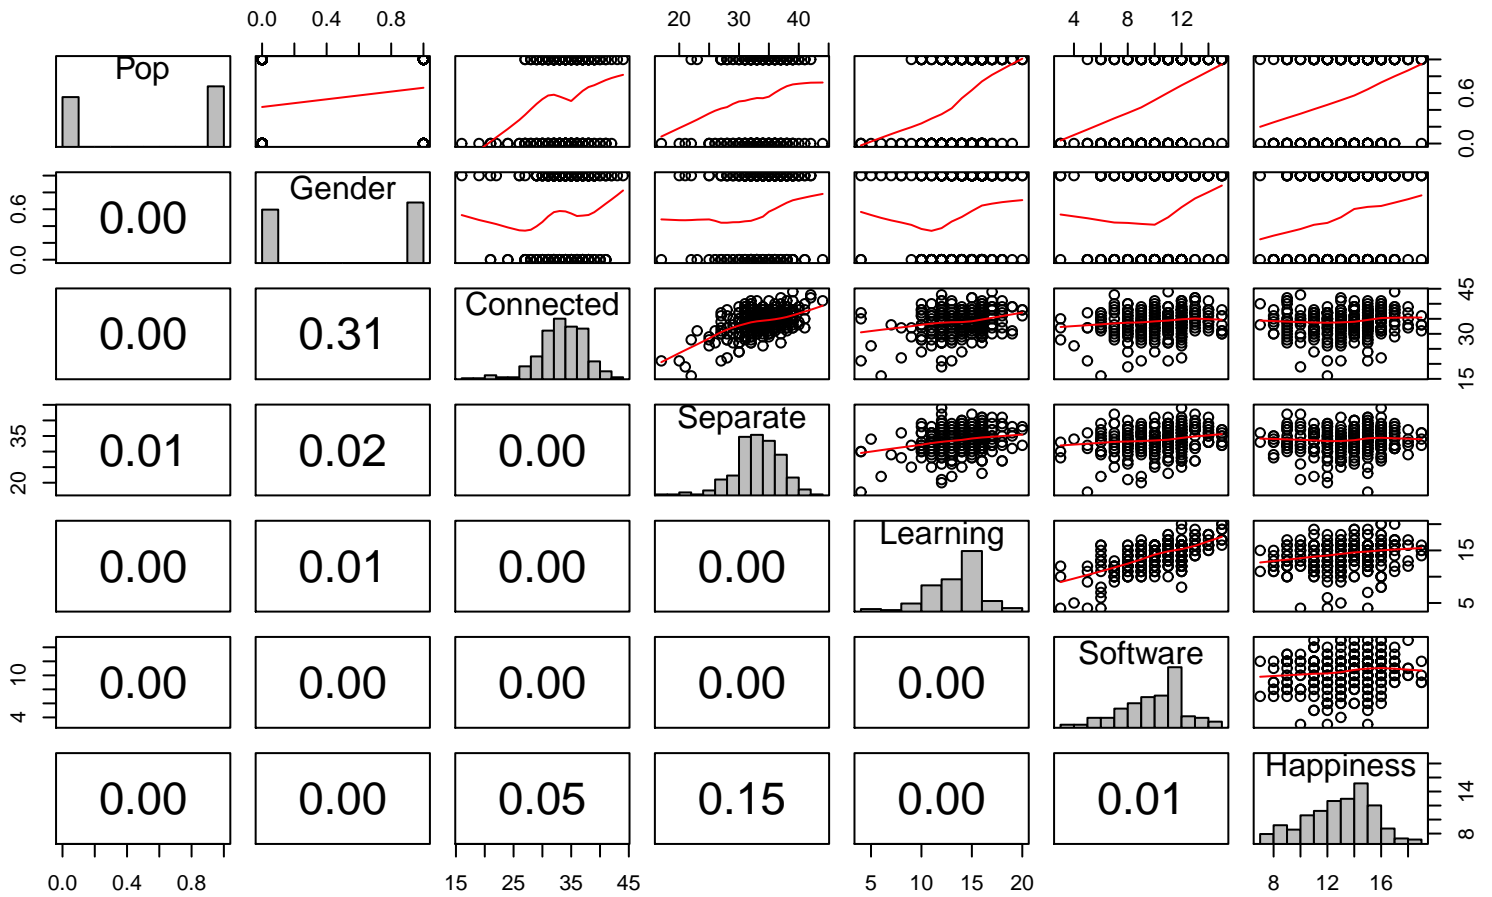 0.0 0.4 0.8 20 30 40 4 8 12
Pop
0.0 0.6
0.00 Gender
0.0 0.6
0.00 0.31 Connected
15 30 45
0.01 0.02 0.00 Separate
20 35
0.00 0.01 0.00 0.00 Learning
5 15
0.00 0.00 0.00 0.00 0.00 Software
4 10
0.00 0.00 0.05 0.15 0.00 0.01 Happiness
8 14
0.0 0.4 0.8 15 25 35 45 5 10 15 20 8 12 16